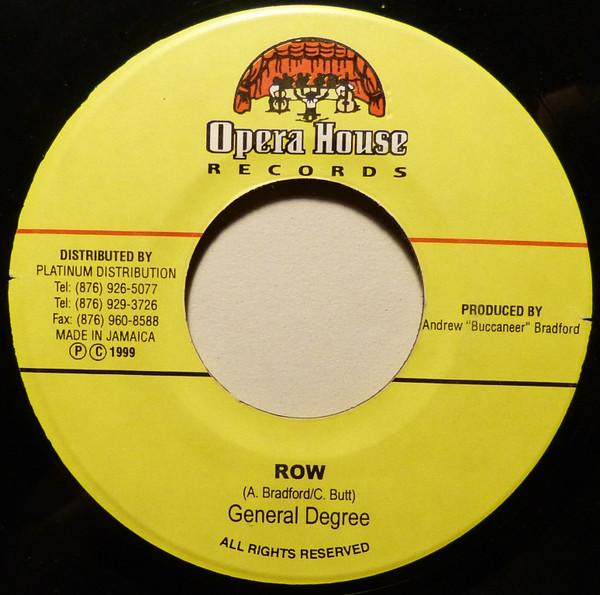 Opera House
RECORDS
DISTRIBUTED BY
PLATINUM DISTRIBUTION
Tel: (876) 926-5077
Tel: (876) 929-3726
Fax: (876) 960-8588
MADE IN JAMAICA
Ⓟ Ⓒ 1999
PRODUCED BY
Andrew "Buccaneer" Bradford
ROW
(A. Bradford/C. Butt)
General Degree
ALL RIGHTS RESERVED